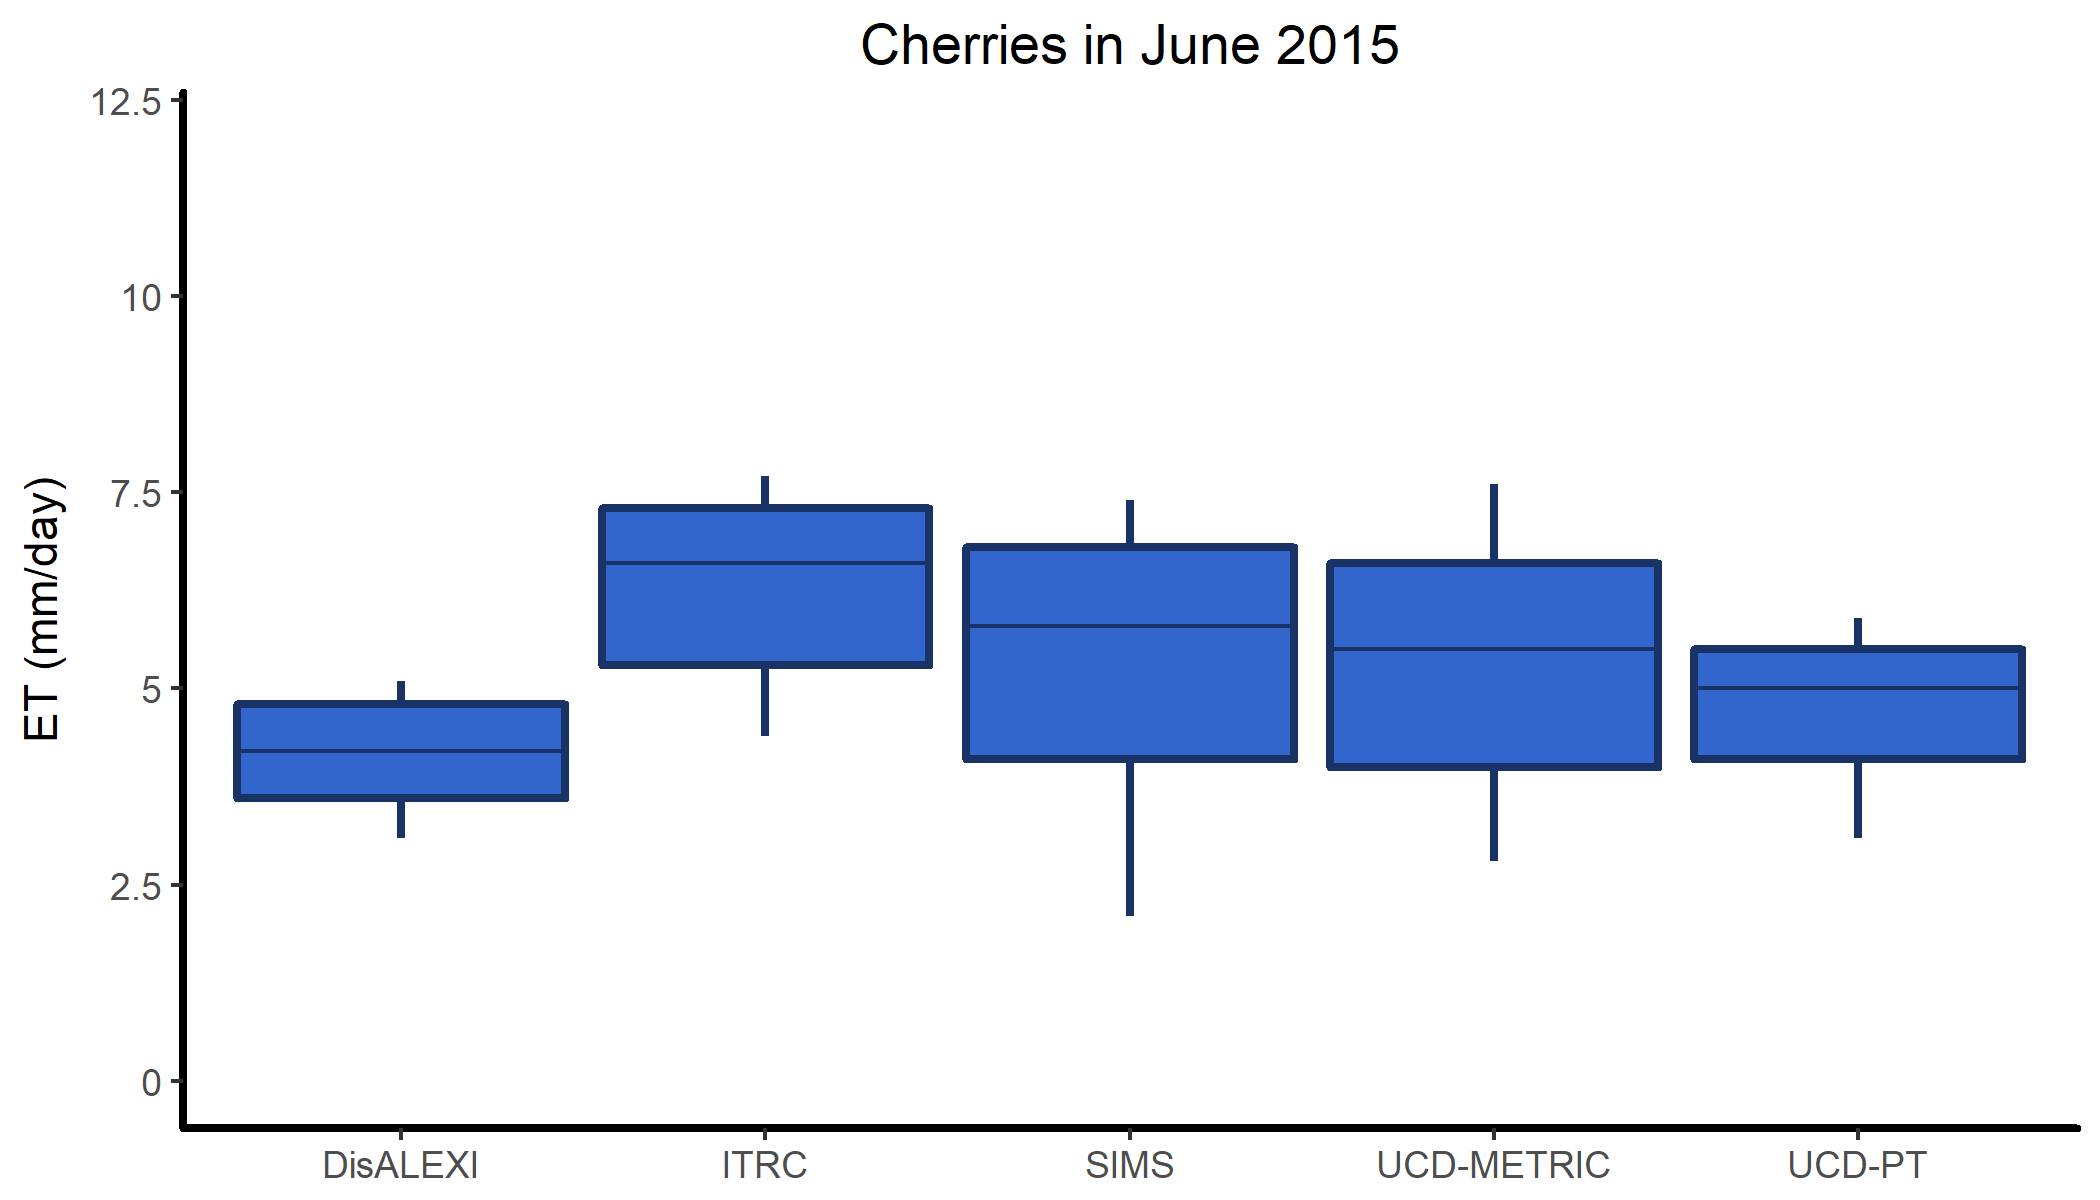 Cherries in June 2015
12.5
10
7.5
5
2.5
0
ET (mm/day)
DisALEXI ITRC SIMS UCD-METRIC UCD-PT